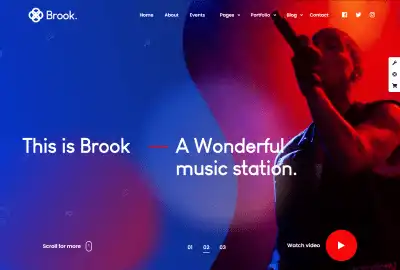 Brook.
Home About Events Pages Portfolio Blog Contact
This is Brook — A Wonderful
music station.
Scroll for more
01 02 03
Watch video